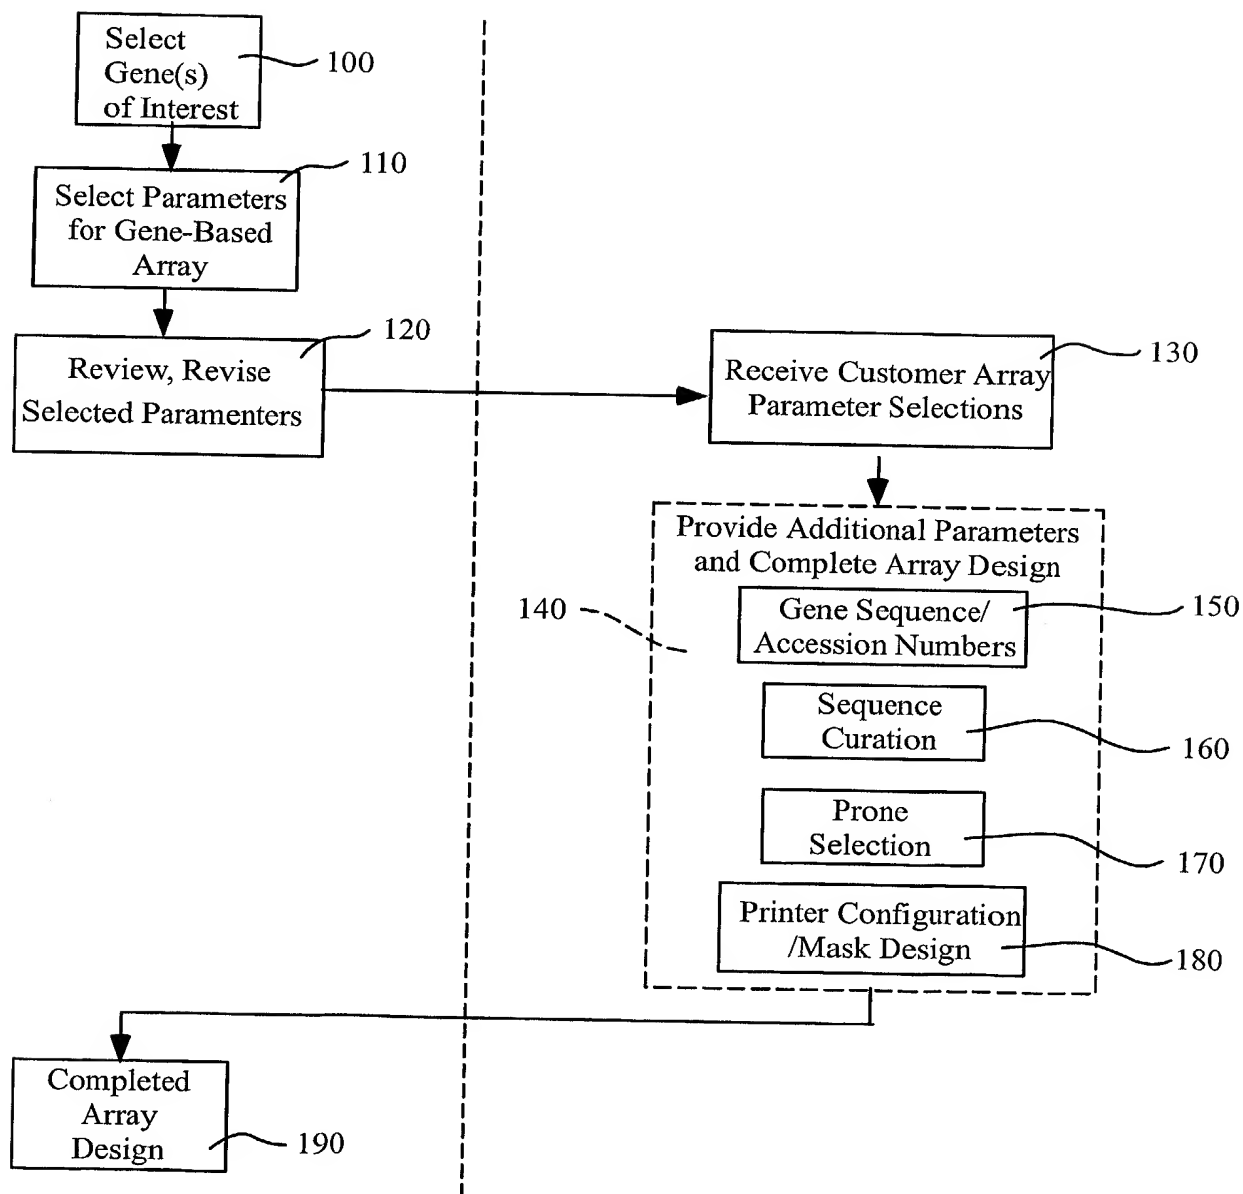 Select
Gene(s)
of Interest
100
110
Select Parameters
for Gene-Based
Array
120
Review, Revise
Selected Paramenters
130
Receive Customer Array
Parameter Selections
Provide Additional Parameters
and Complete Array Design
140
150
Gene Sequence/
Accession Numbers
Sequence
Curation
160
Prone
Selection
170
Printer Configuration
/Mask Design
180
Completed
Array
Design
190